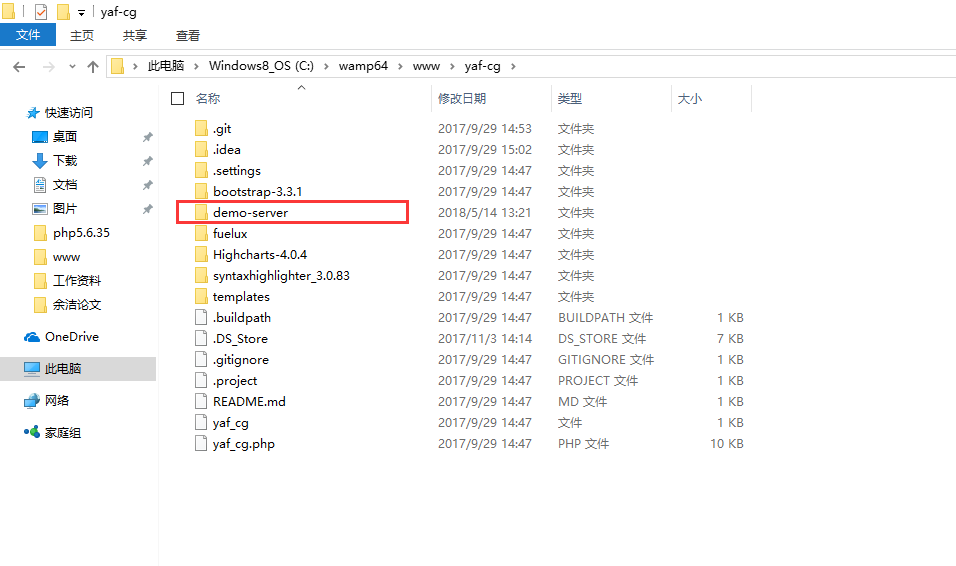 yaf-cg
文件 主页 共享 查看
此电脑 Windows8_OS (C:) wamp64 www yaf-cg
名称 修改日期 类型 大小
快速访问
桌面
下载
文档
图片
php5.6.35
www
工作资料
余洁论文
OneDrive
此电脑
网络
家庭组
.git 2017/9/29 14:53 文件夹
.idea 2017/9/29 15:02 文件夹
.settings 2017/9/29 14:47 文件夹
bootstrap-3.3.1 2017/9/29 14:47 文件夹
demo-server 2018/5/14 13:21 文件夹
fuelux 2017/9/29 14:47 文件夹
Highcharts-4.0.4 2017/9/29 14:47 文件夹
syntaxhighlighter_3.0.83 2017/9/29 14:47 文件夹
templates 2017/9/29 14:47 文件夹
.buildpath 2017/9/29 14:47 BUILDPATH 文件 1 KB
.DS_Store 2017/11/3 14:14 DS_STORE 文件 7 KB
.gitignore 2017/9/29 14:47 GITIGNORE 文件 1 KB
.project 2017/9/29 14:47 PROJECT 文件 1 KB
README.md 2017/9/29 14:47 MD 文件 1 KB
yaf_cg 2017/9/29 14:47 文件 1 KB
yaf_cg.php 2017/9/29 14:47 PHP 文件 10 KB